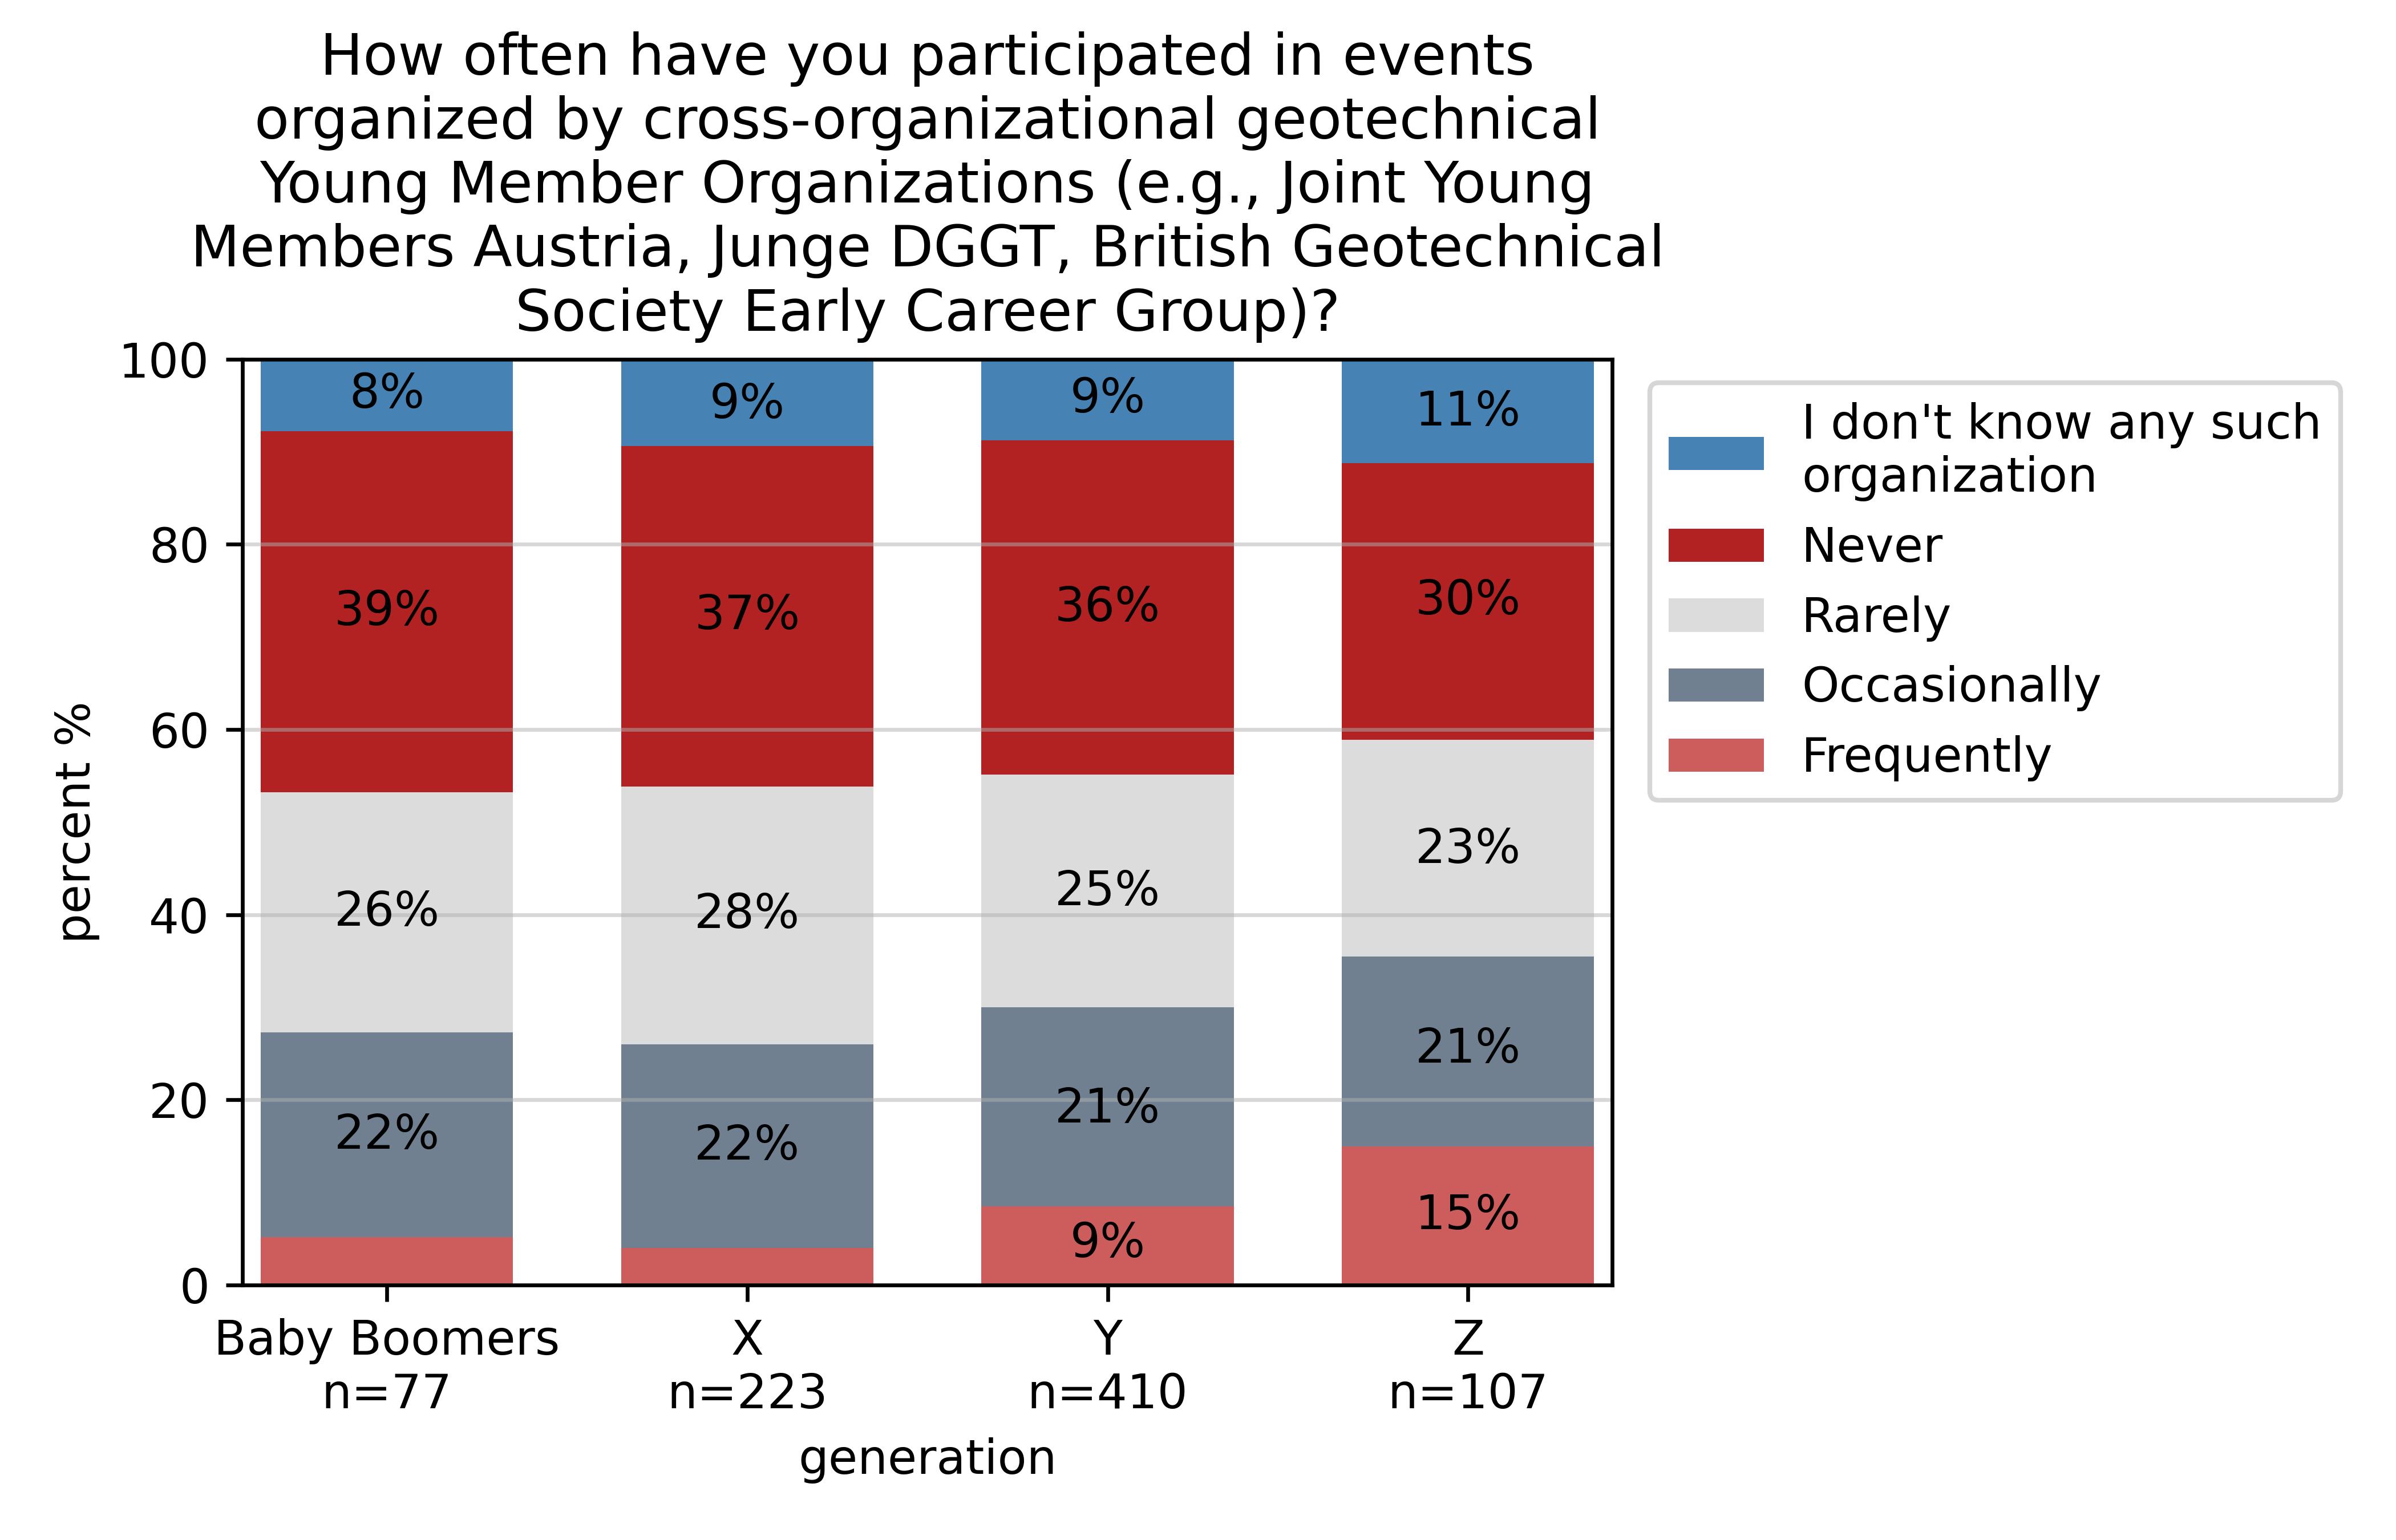 How often have you participated in events
organized by cross-organizational geotechnical
Young Member Organizations (e.g., Joint Young
Members Austria, Junge DGGT, British Geotechnical
Society Early Career Group)?
100
80
60
40
20
0
percent %
8%
39%
26%
22%
9%
37%
28%
22%
9%
36%
25%
21%
9%
11%
30%
23%
21%
15%
Baby Boomers
n=77
X
n=223
Y
n=410
Z
n=107
generation
I don't know any such
organization
Never
Rarely
Occasionally
Frequently